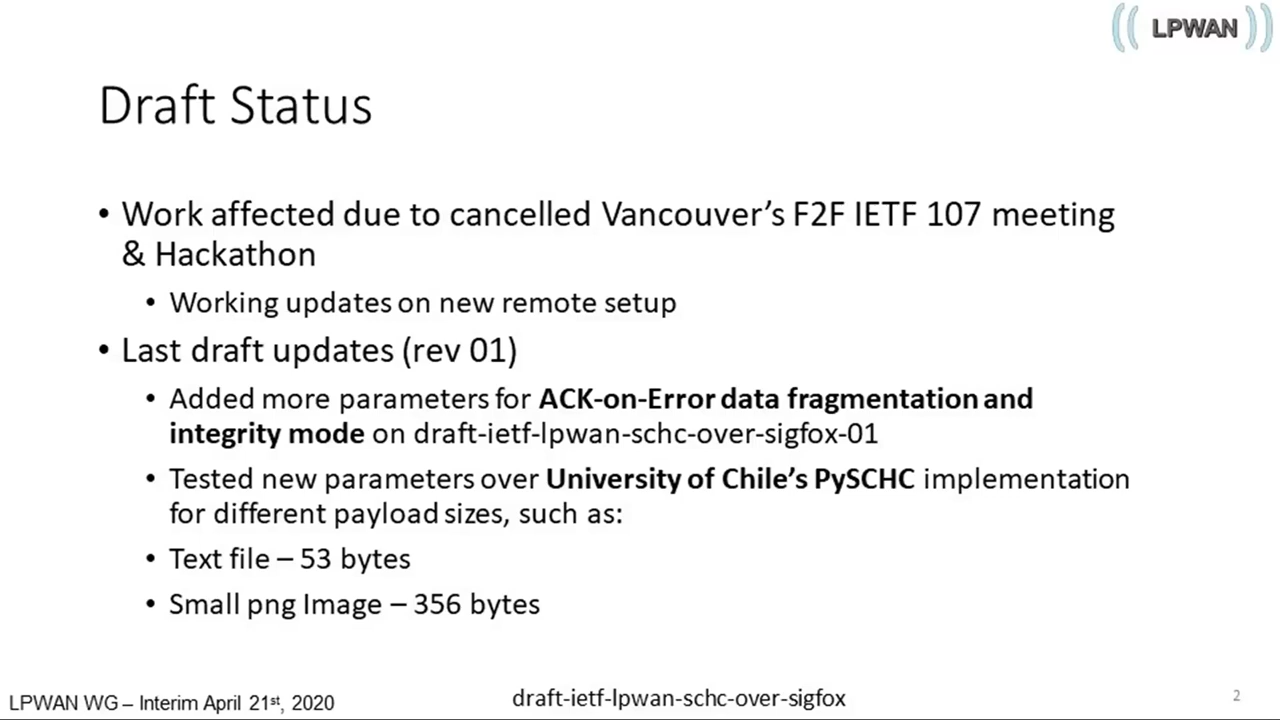 LPWAN
Draft Status
• Work affected due to cancelled Vancouver’s F2F IETF 107 meeting
& Hackathon
• Working updates on new remote setup
• Last draft updates (rev 01)
• Added more parameters for ACK-on-Error data fragmentation and
integrity mode on draft-ietf-lpwan-schc-over-sigfox-01
• Tested new parameters over University of Chile’s PySCHC implementation
for different payload sizes, such as:
• Text file – 53 bytes
• Small png Image – 356 bytes
LPWAN WG – Interim April 21st, 2020
draft-ietf-lpwan-schc-over-sigfox
2